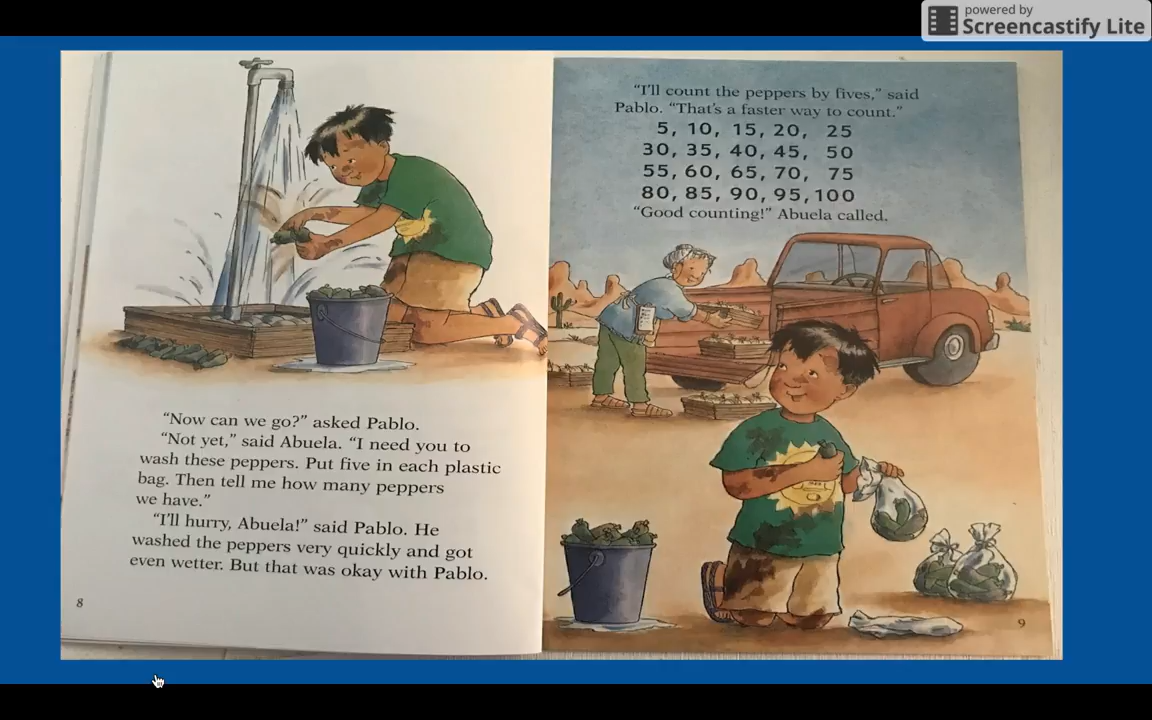 powered by
Screencastify Lite
“Now can we go?” asked Pablo.
“Not yet,” said Abuela. “I need you to
wash these peppers. Put five in each plastic
bag. Then tell me how many peppers
we have.”
“I’ll hurry, Abuela!” said Pablo. He
washed the peppers very quickly and got
even wetter. But that was okay with Pablo.
8
“I’ll count the peppers by fives,” said
Pablo. “That’s a faster way to count.”
5, 10, 15, 20, 25
30, 35, 40, 45, 50
55, 60, 65, 70, 75
80, 85, 90, 95, 100
“Good counting!” Abuela called.
9